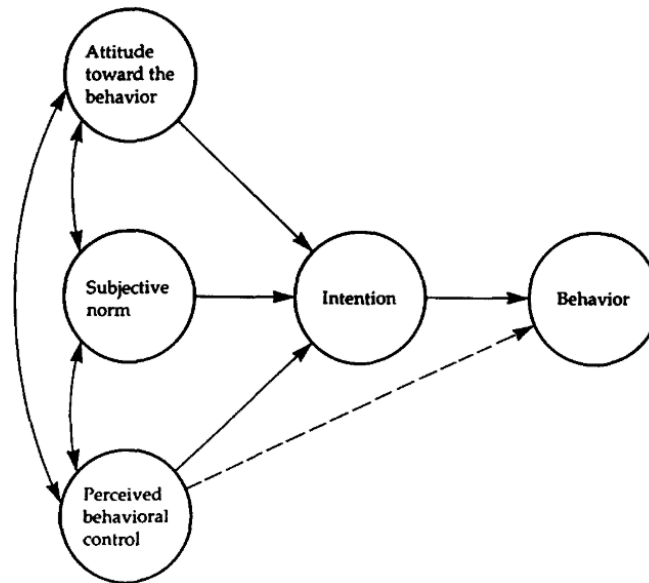 Attitude
toward the
behavior
Subjective
norm
Intention
Behavior
Perceived
behavioral
control